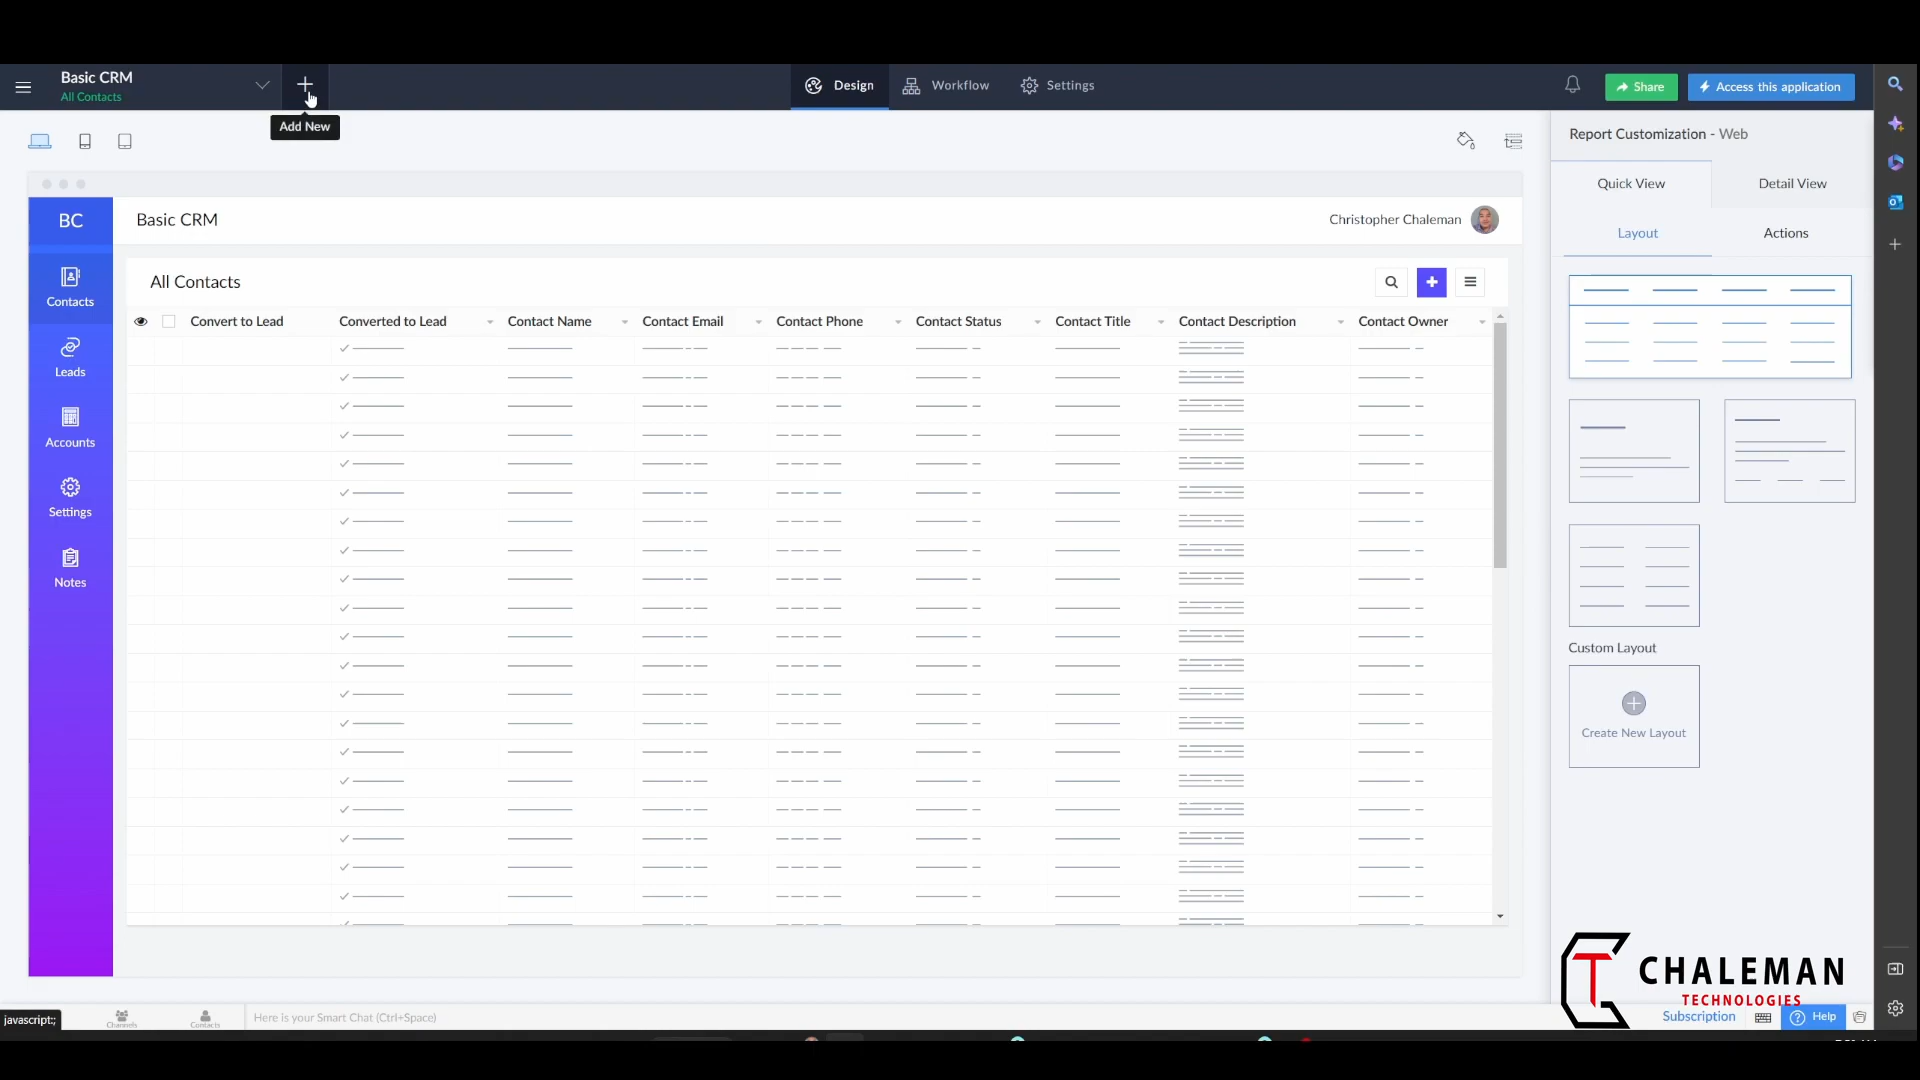 Basic CRM
All Contacts
Add New
Design
Workflow
Settings
Share
Access this application
Report Customization - Web
Quick View
Detail View
Layout
Actions
BC
Basic CRM
Christopher Chaleman
Contacts
Leads
Accounts
Settings
Notes
All Contacts
Convert to Lead
Converted to Lead
Contact Name
Contact Email
Contact Phone
Contact Status
Contact Title
Contact Description
Contact Owner
Custom Layout
Create New Layout
CHALEMAN
TECHNOLOGIES
javascript:;
Channels
Contacts
Here is your Smart Chat (Ctrl+Space)
Subscription
Help